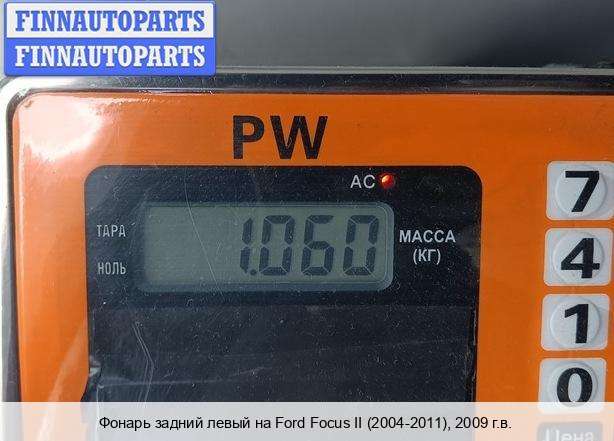 FINNAUTOPARTS
FINNAUTOPARTS
PW
AC
7
ТАРА
1.060
МАССА
(КГ)
НОЛЬ
4
1
0
Цена
Фонарь задний левый на Ford Focus II (2004-2011), 2009 г.в.